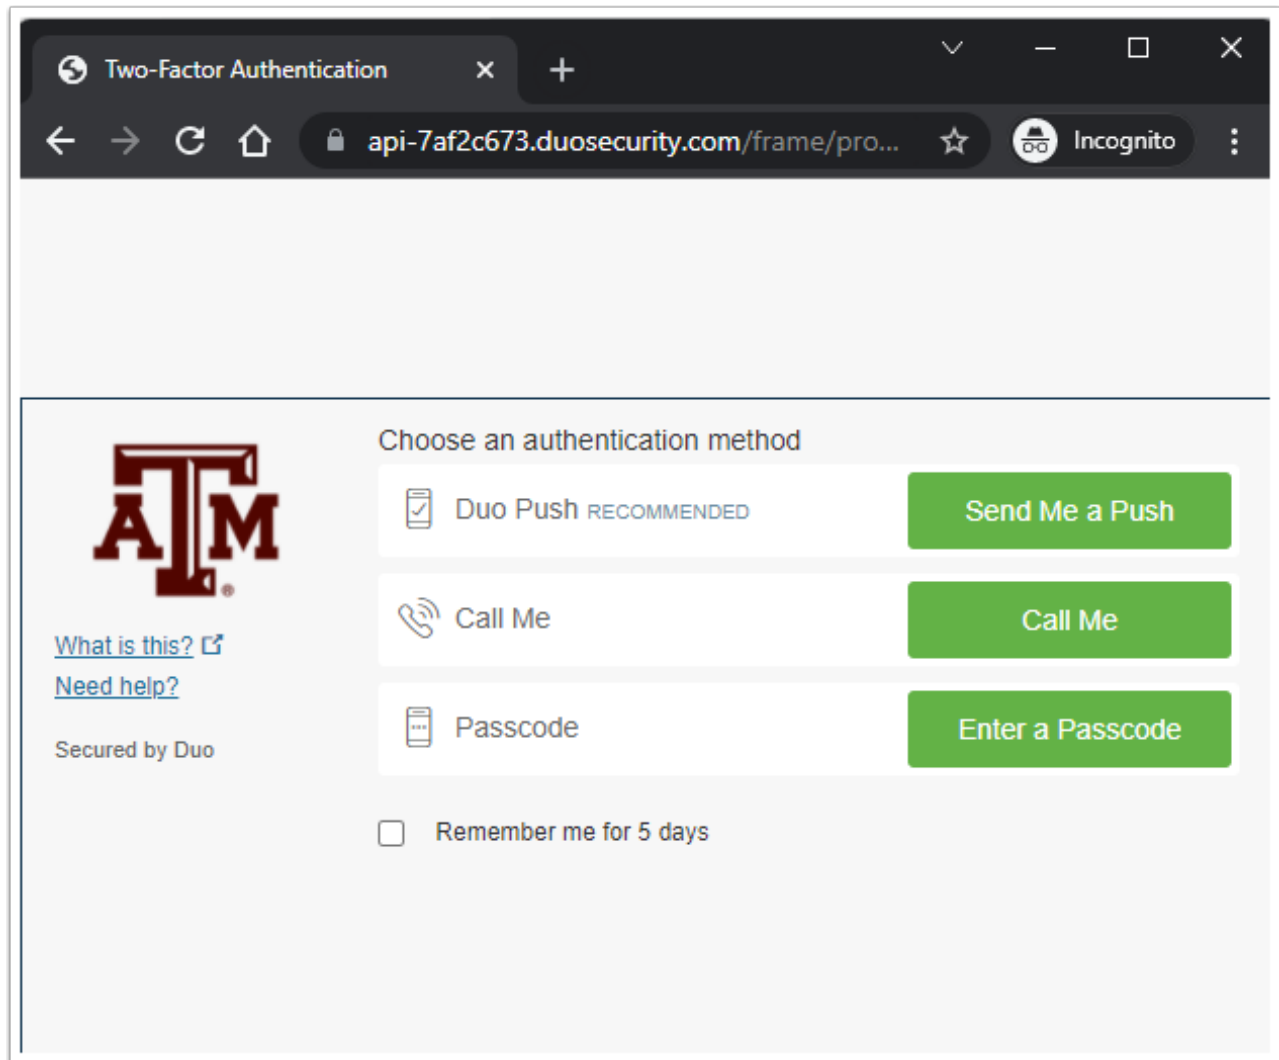 Two-Factor Authentication
api-7af2c673.duosecurity.com/frame/pro...
Incognito
ATM
®
What is this?
Need help?
Secured by Duo
Choose an authentication method
Duo Push RECOMMENDED
Send Me a Push
Call Me
Call Me
Passcode
Enter a Passcode
Remember me for 5 days